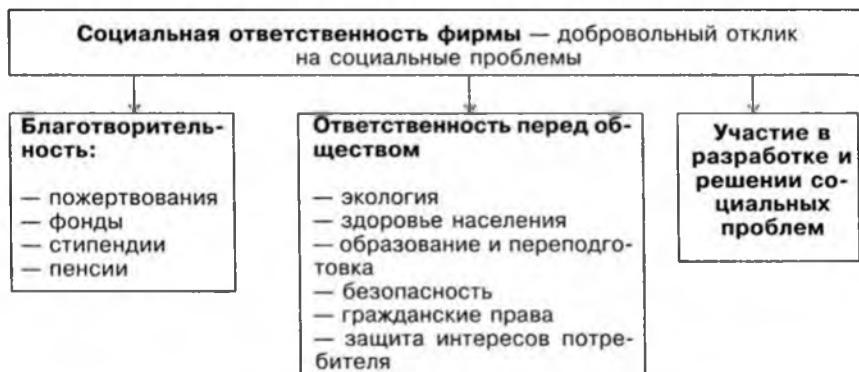 Социальная ответственность фирмы — добровольный отклик
на социальные проблемы
Благотворитель-
ность:
— пожертвования
— фонды
— стипендии
— пенсии
Ответственность перед об-
ществом
— экология
— здоровье населения
— образование и переподго-
товка
— безопасность
— гражданские права
— защита интересов потре-
бителя
Участие в
разработке и
решении со-
циальных
проблем